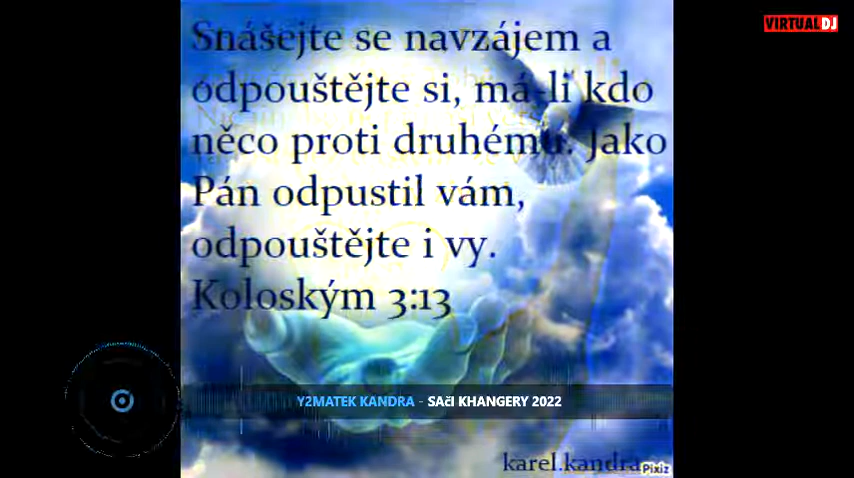 VIRTUALDJ
Snášejte se navzájem a
odpouštějte si, má-li kdo
něco proti druhému. Jako
Pán odpustil vám,
odpouštějte i vy.
Koloským 3:13
Y2MATEK KANDRA - SAčI KHANGERY 2022
karel.kandra
Pixiz